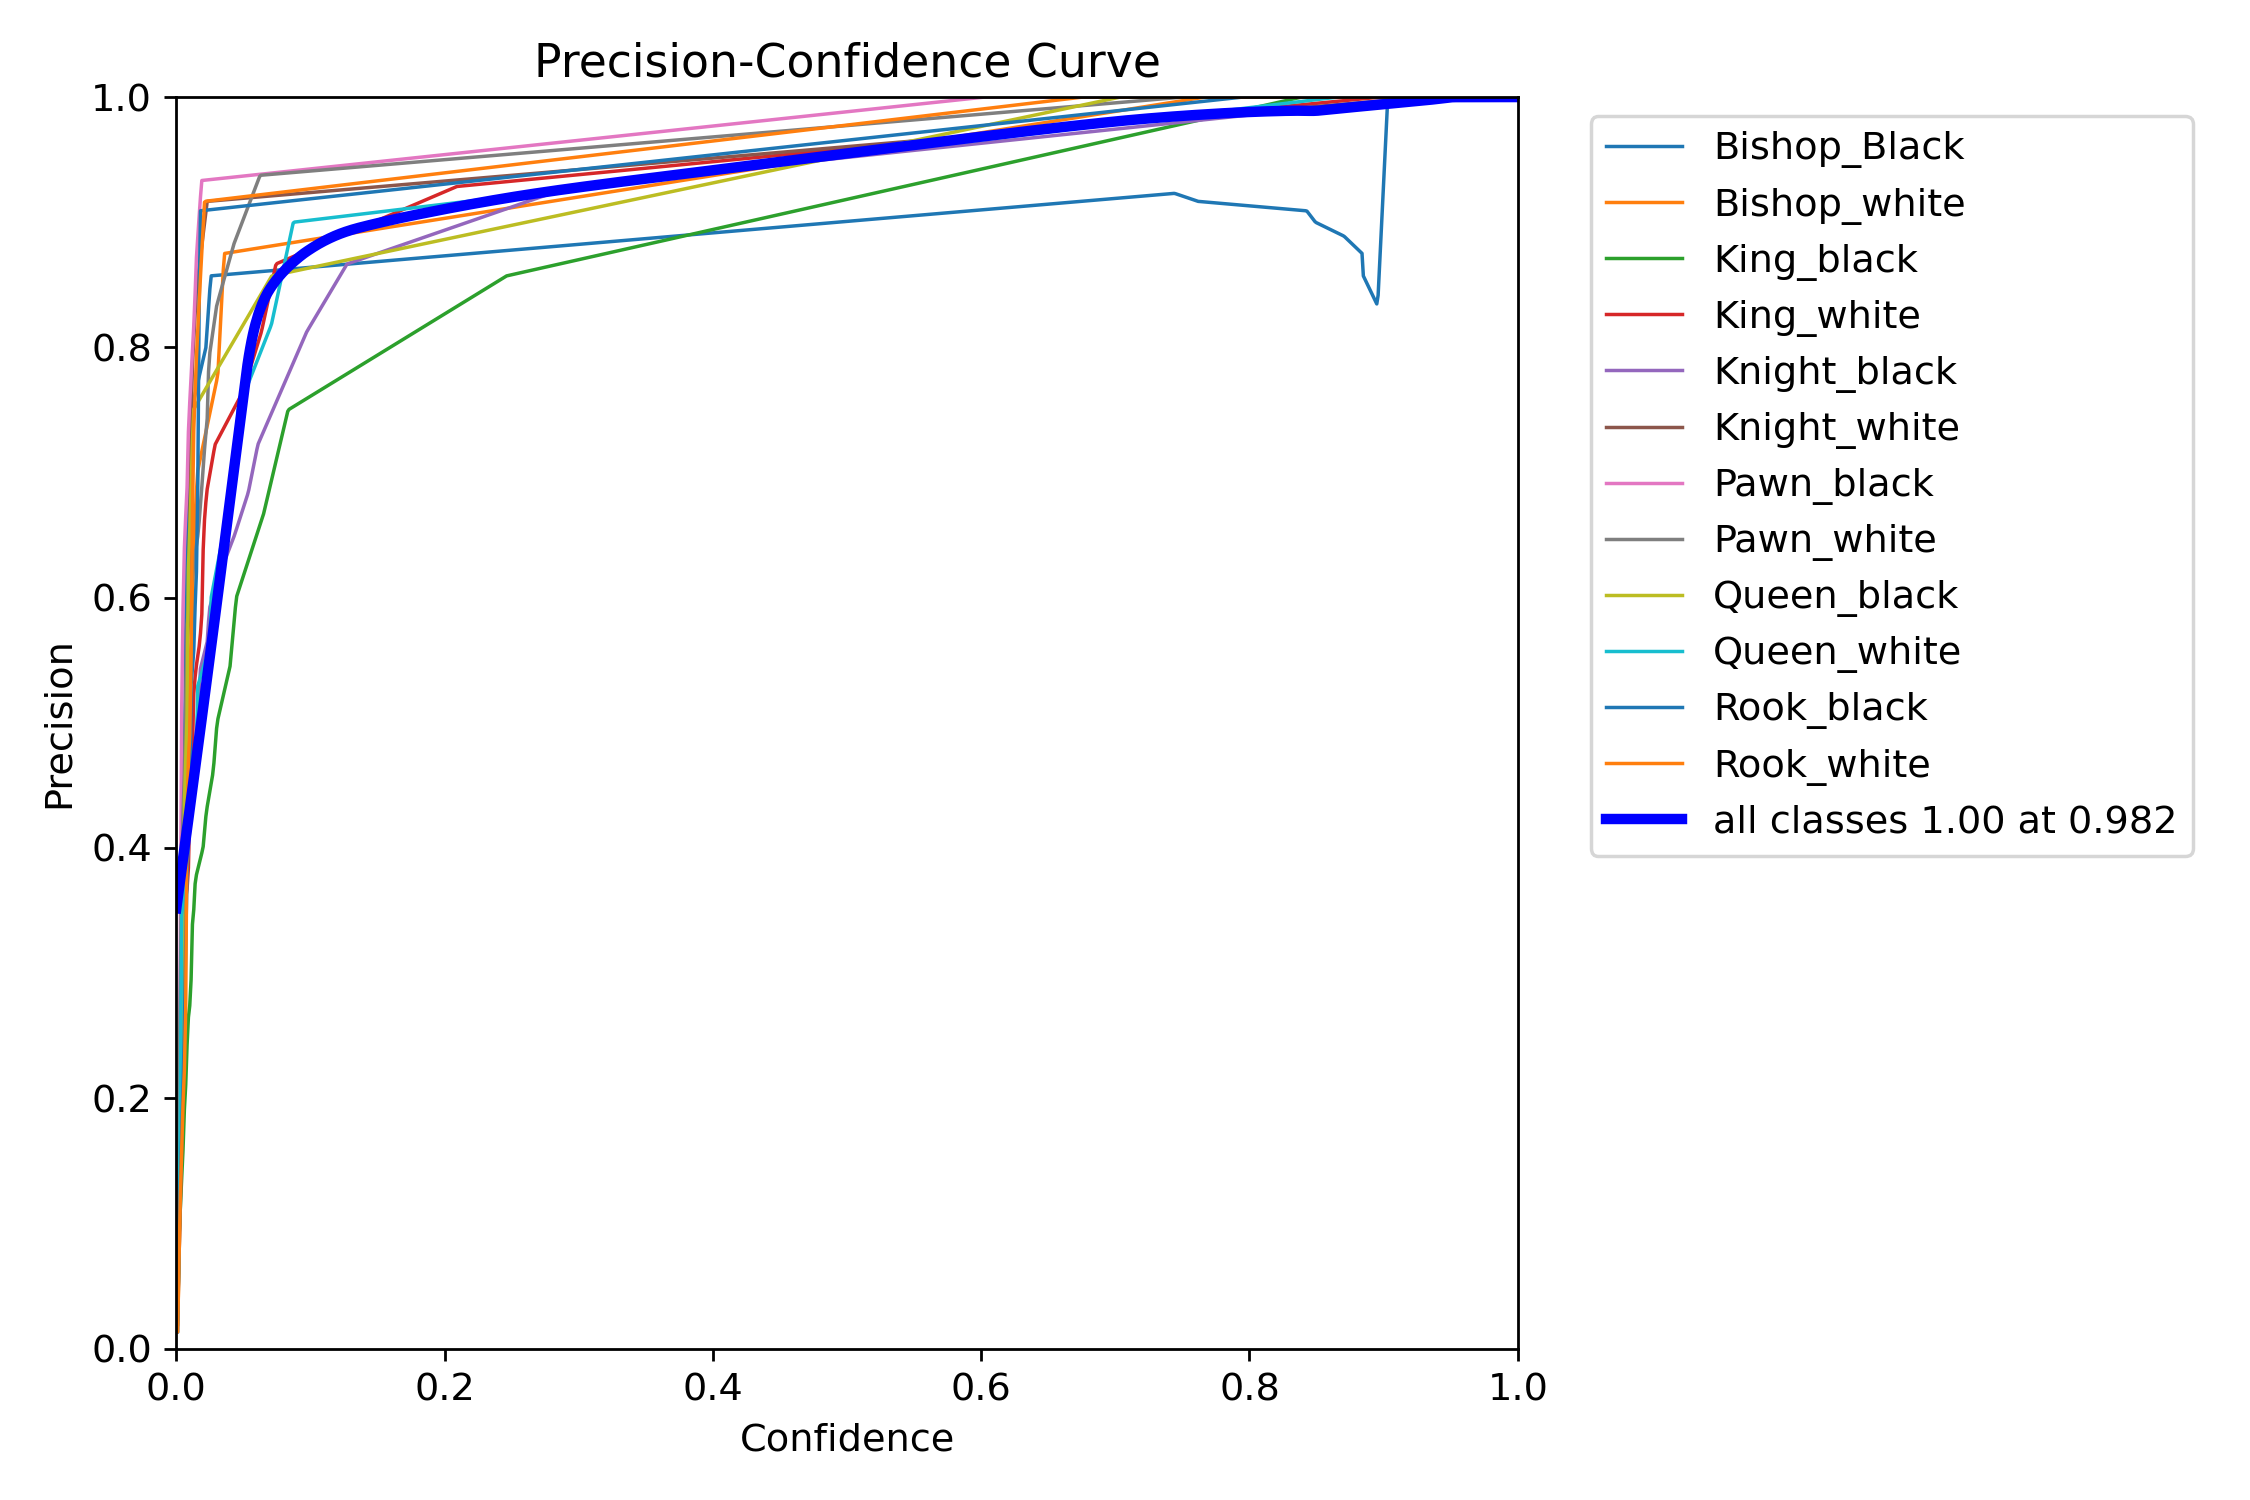 Precision-Confidence Curve
1.0
0.8
0.6
0.4
0.2
0.0
Precision
0.0 0.2 0.4 0.6 0.8 1.0
Confidence
Bishop_Black
Bishop_white
King_black
King_white
Knight_black
Knight_white
Pawn_black
Pawn_white
Queen_black
Queen_white
Rook_black
Rook_white
all classes 1.00 at 0.982